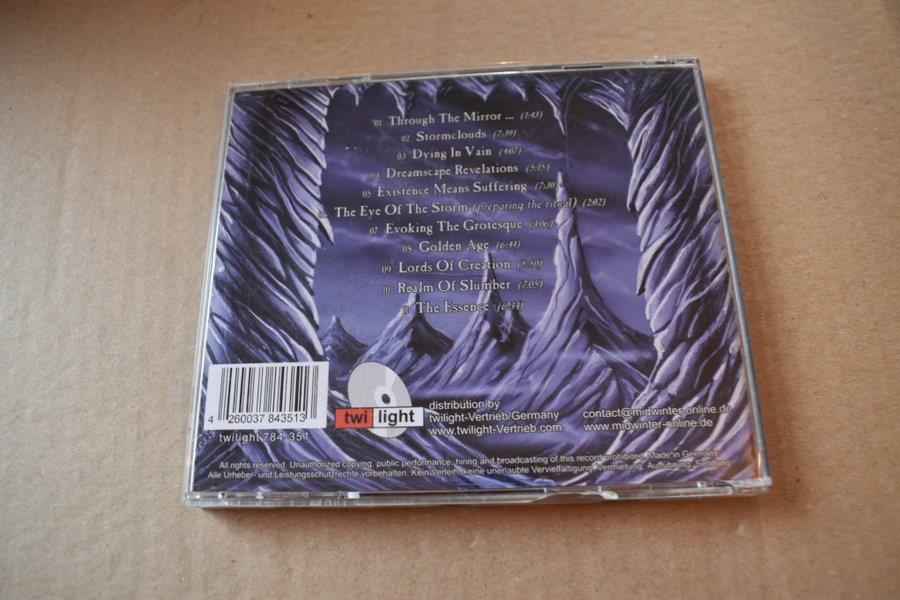 01 Through The Mirror ... (1:43)
02 Stormclouds (7:39)
03 Dying In Vain (4:07)
04 Dreamscape Revelations (5:15)
05 Existence Means Suffering (7:30)
06 The Eye Of The Storm (preparing the ritual) (2:02)
07 Evoking The Grotesque (4:06)
08 Golden Age (6:44)
09 Lords Of Creation (5:50)
10 Realm Of Slumber (7:05)
11 The Essence (6:34)
4 260037 843513
twilight 784-351
twi light
distribution by
twilight-Vertrieb/Germany
www.twilight-Vertrieb.com
contact@midwinter-online.de
www.midwinter-online.de
All rights reserved. Unauthorized copying, public performance, hiring and broadcasting of this record prohibited. Made in Germany
Alle Urheber- und Leistungsschutzrechte vorbehalten. Kein Verleih, keine unerlaubte Vervielfältigung, Vermietung, Aufführung, Sendung